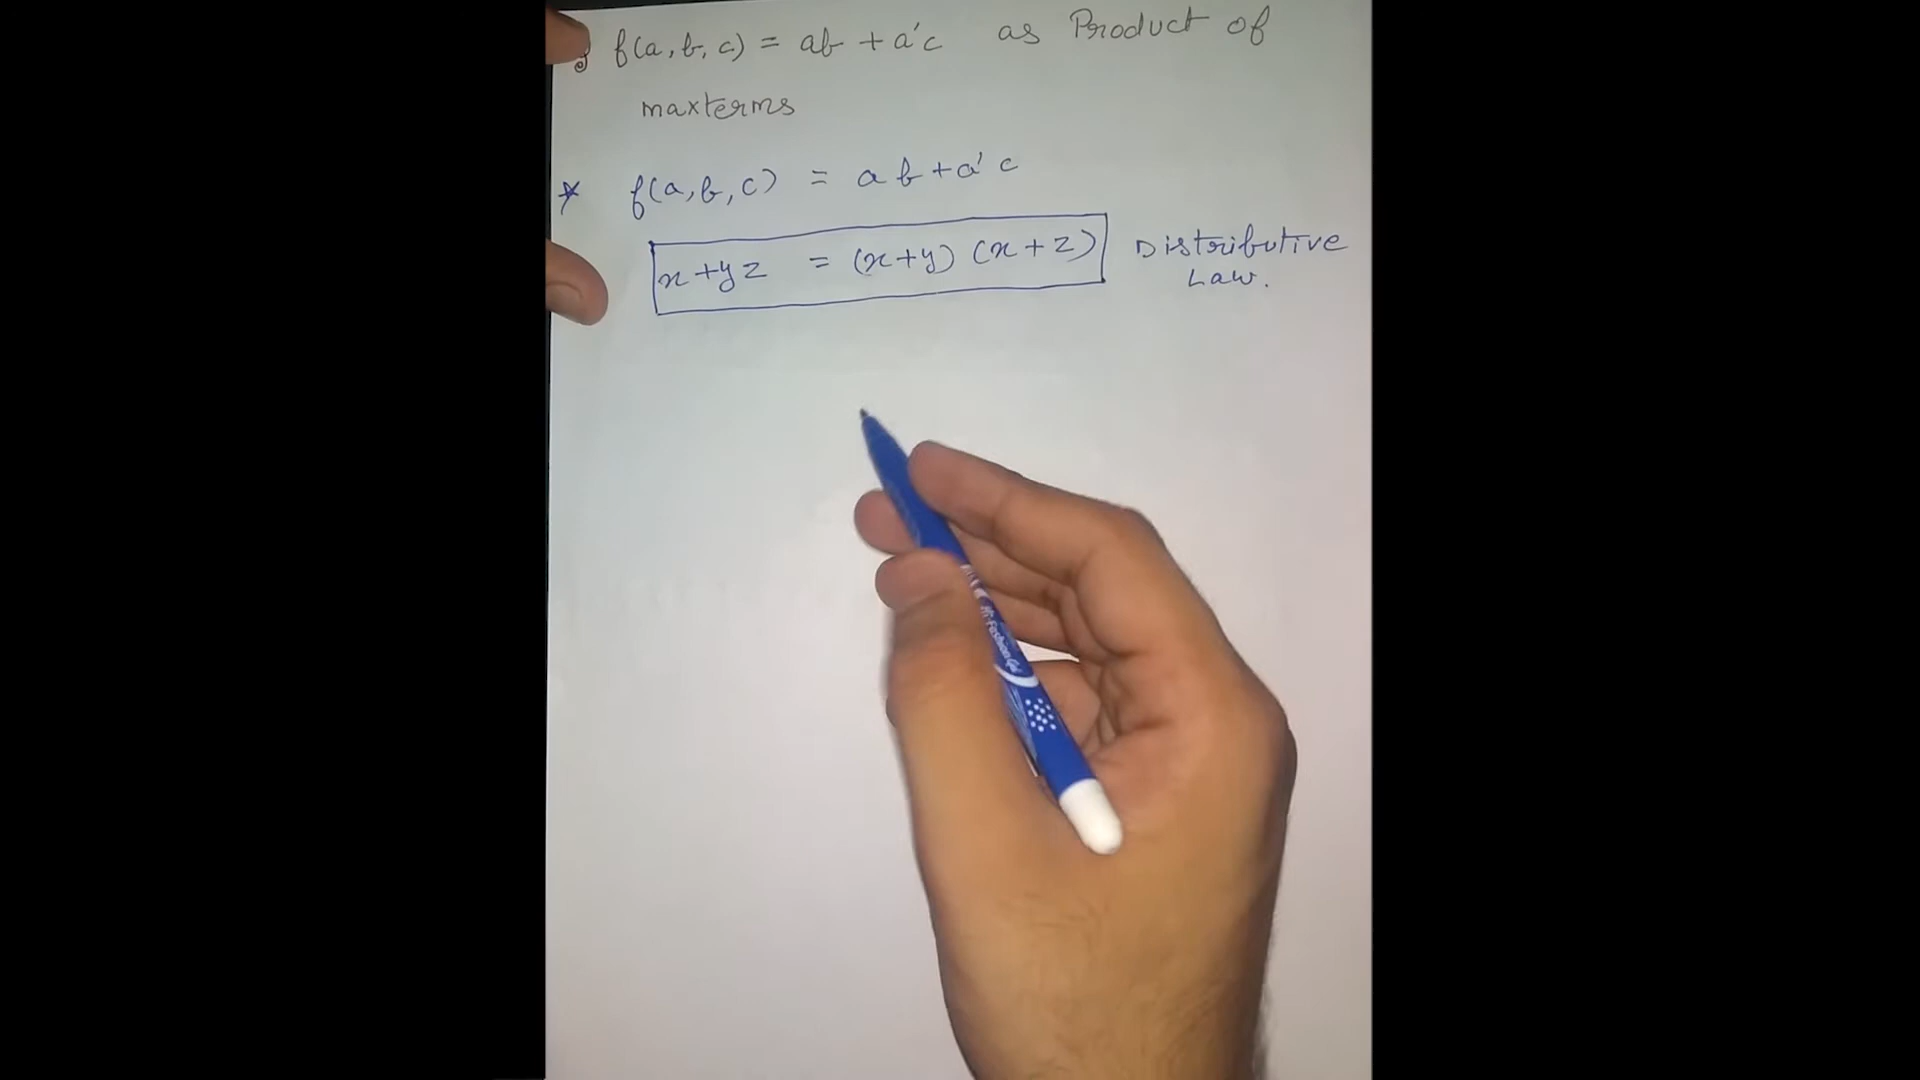 f(a, b, c) = ab + a'c as Product of
maxterms
* f(a, b, c) = ab + a'c
x + yz = (x+y) (x+z) Distributive
Law.